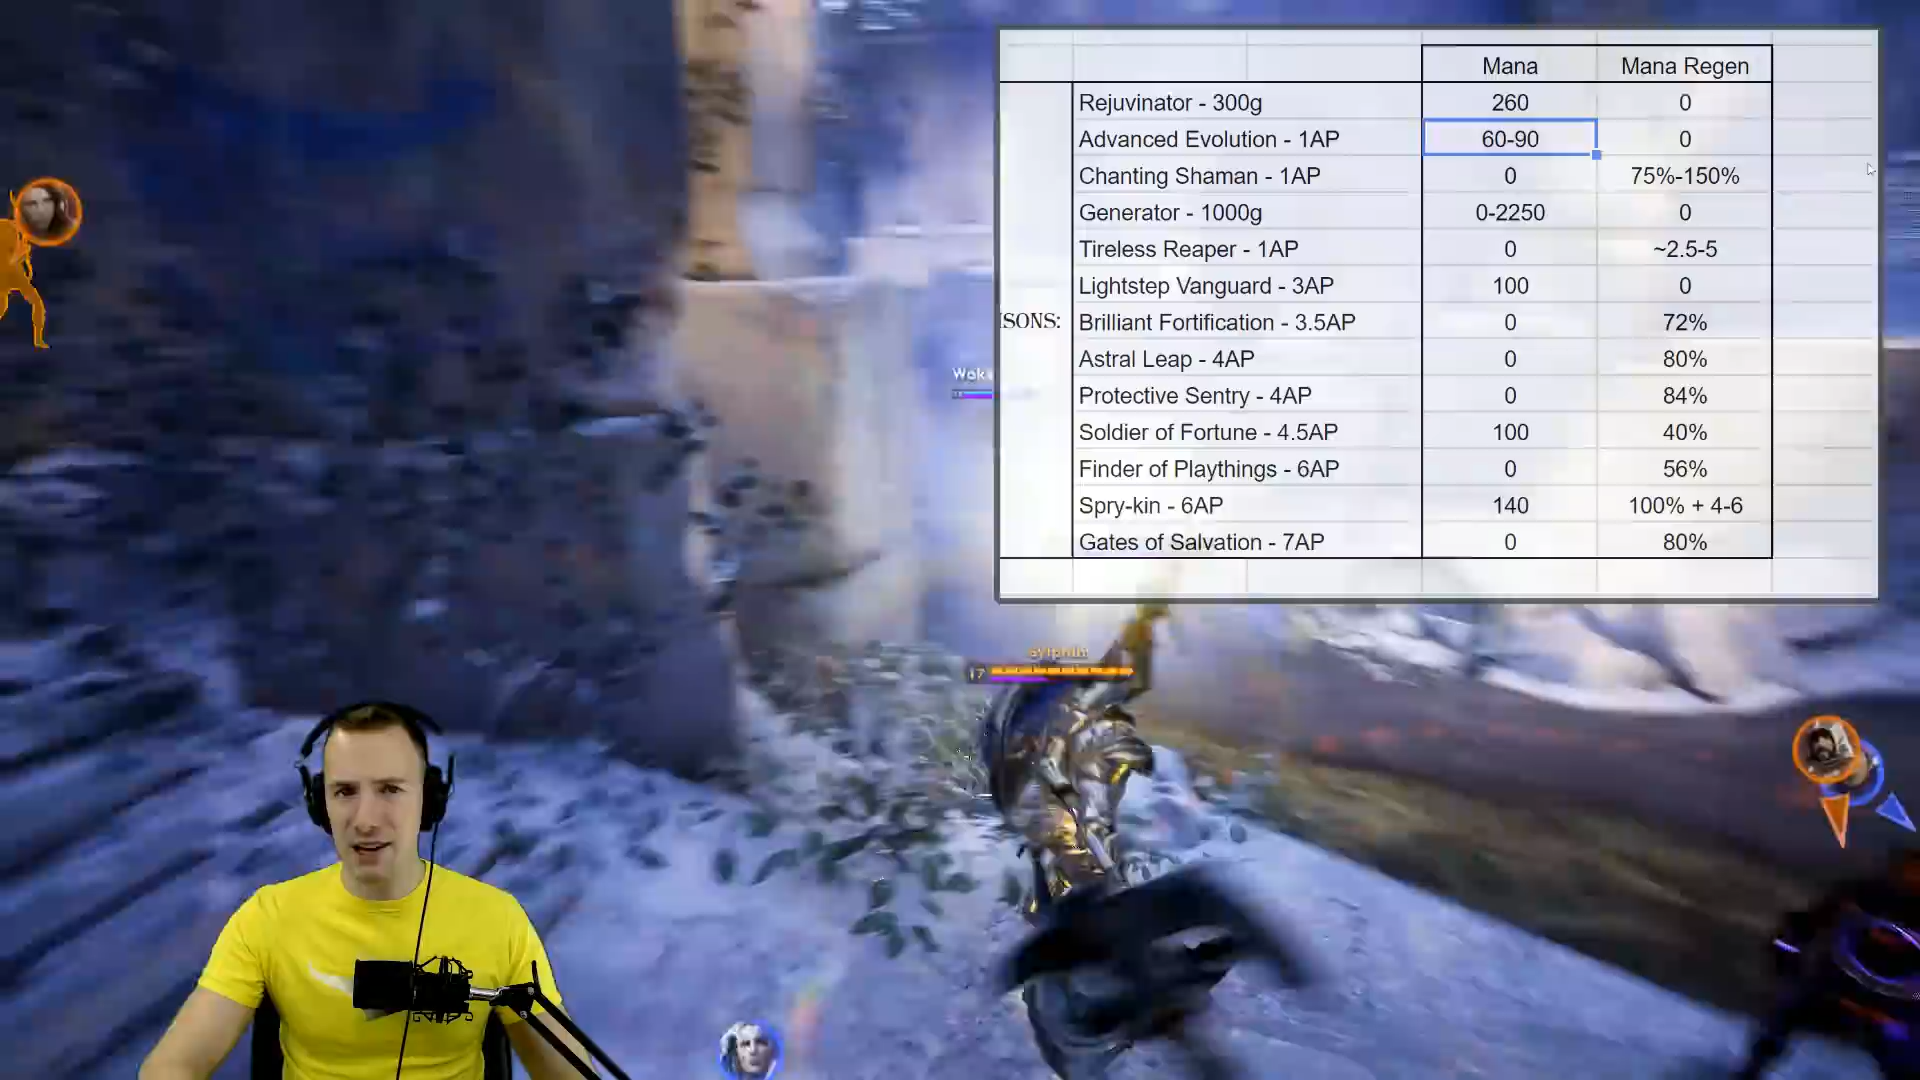 Mana Mana Regen
Rejuvinator - 300g 260 0
Advanced Evolution - 1AP 60-90 0
Chanting Shaman - 1AP 0 75%-150%
Generator - 1000g 0-2250 0
Tireless Reaper - 1AP 0 ~2.5-5
Lightstep Vanguard - 3AP 100 0
ISONS: Brilliant Fortification - 3.5AP 0 72%
Astral Leap - 4AP 0 80%
Protective Sentry - 4AP 0 84%
Soldier of Fortune - 4.5AP 100 40%
Finder of Playthings - 6AP 0 56%
Spry-kin - 6AP 140 100% + 4-6
Gates of Salvation - 7AP 0 80%
Wok
17